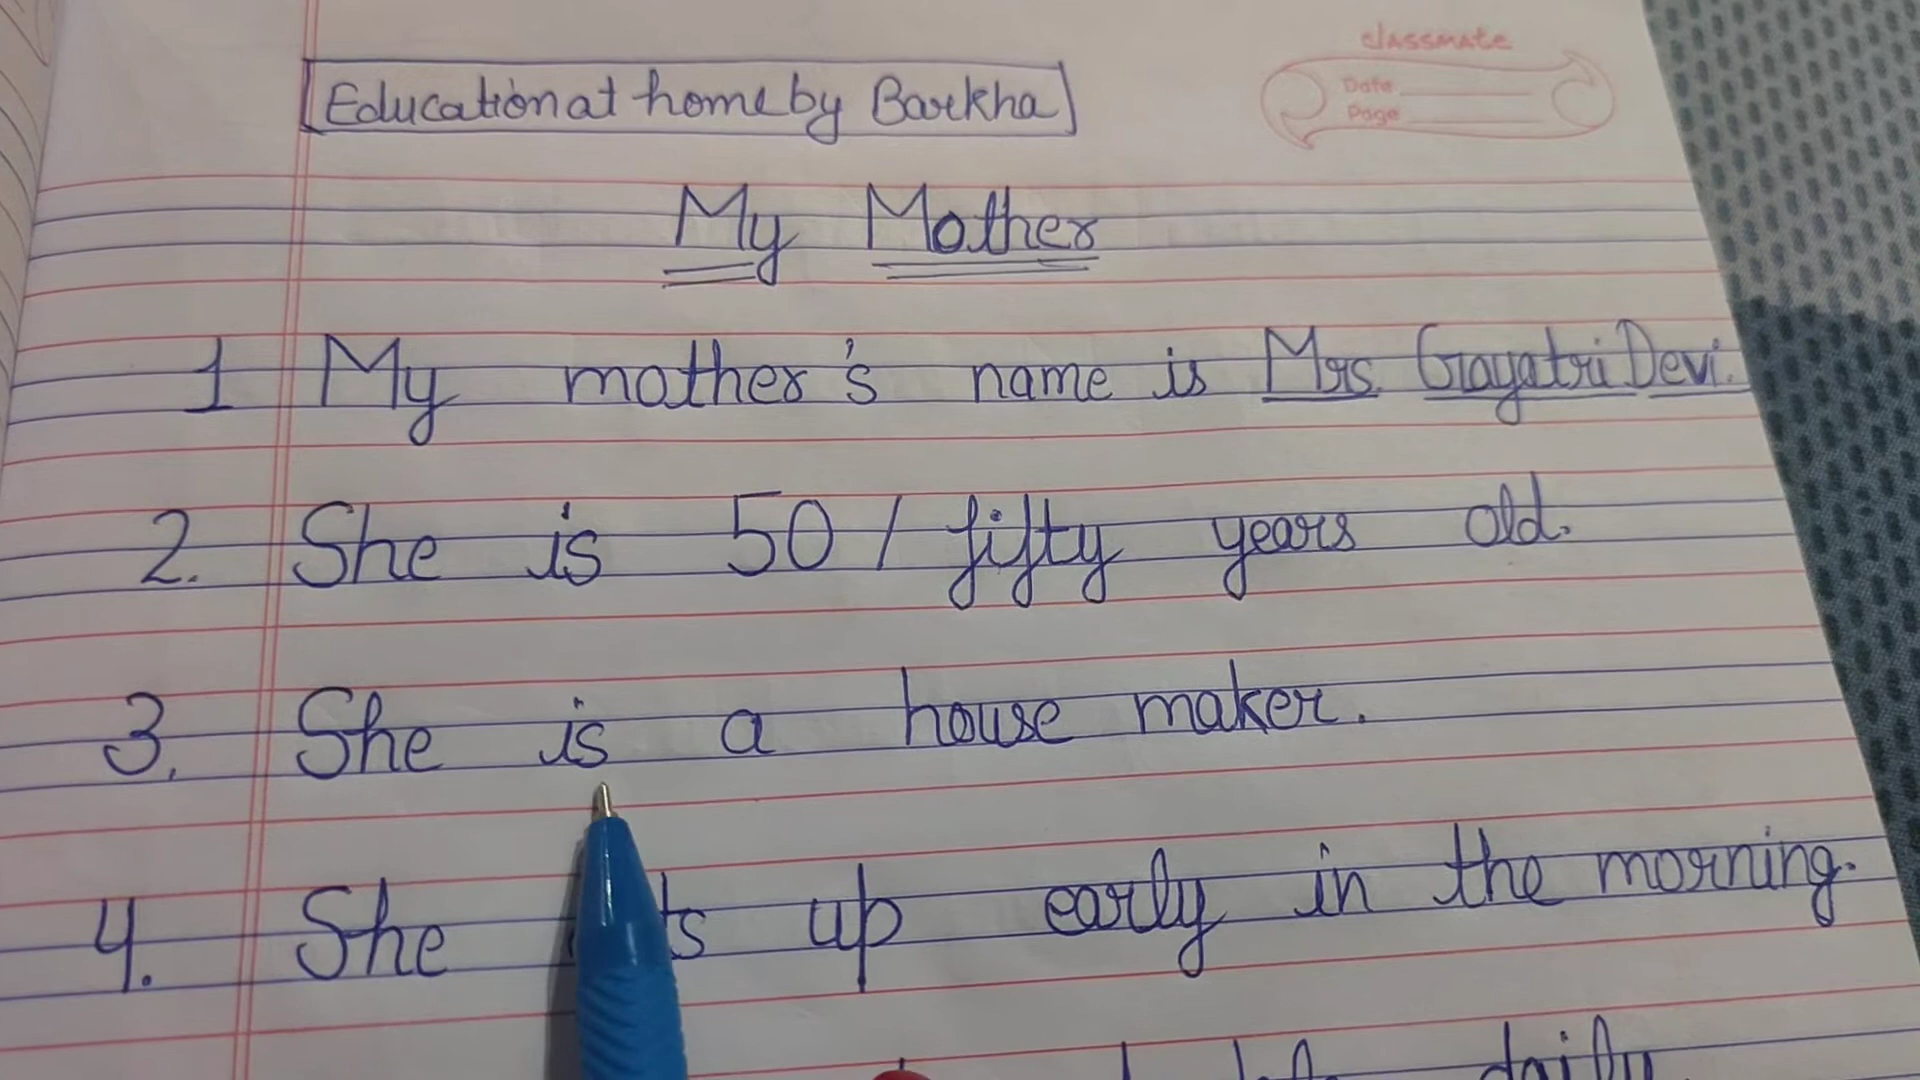 classmate
Date
Page
Education at home by Barkha
My Mother
1 My mother's name is Mrs. Gayatri Devi.
2. She is 50 / fifty years old.
3. She is a house maker.
4. She up early in the morning.
daily